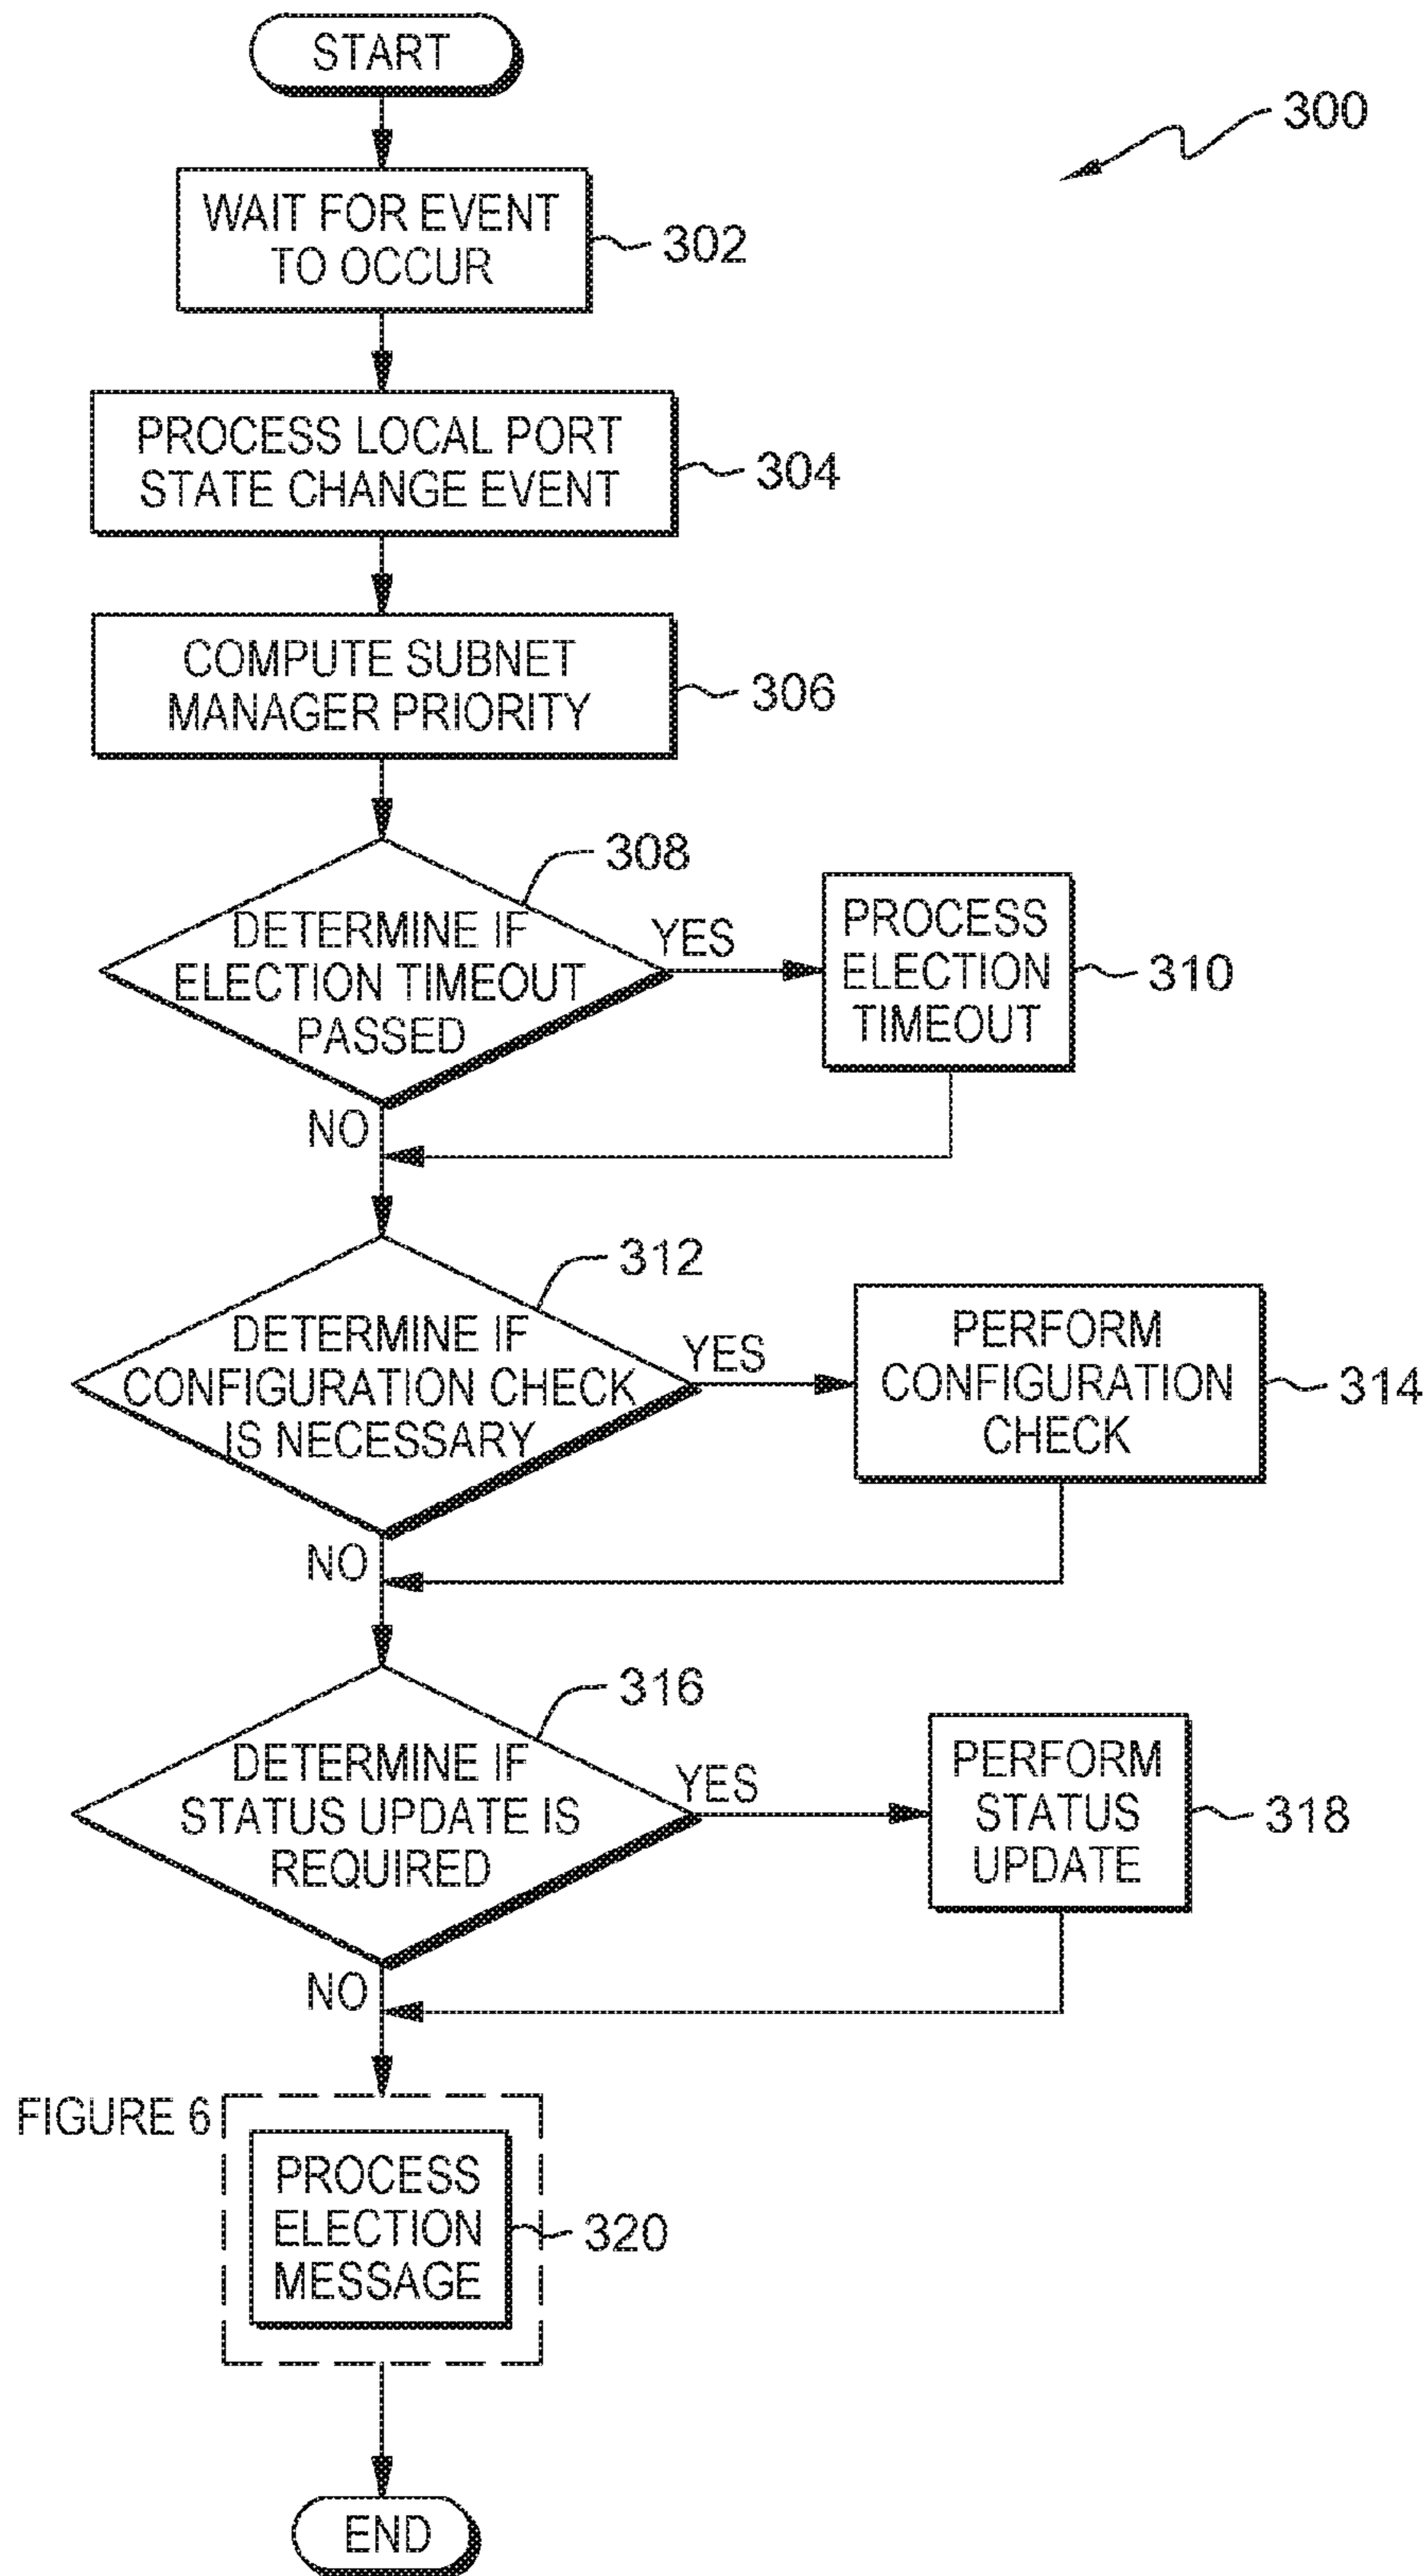 START
300
WAIT FOR EVENT
TO OCCUR
302
PROCESS LOCAL PORT
STATE CHANGE EVENT
304
COMPUTE SUBNET
MANAGER PRIORITY
306
308
DETERMINE IF
ELECTION TIMEOUT
PASSED
YES
PROCESS
ELECTION
TIMEOUT
310
NO
312
DETERMINE IF
CONFIGURATION CHECK
IS NECESSARY
YES
PERFORM
CONFIGURATION
CHECK
314
NO
316
DETERMINE IF
STATUS UPDATE IS
REQUIRED
YES
PERFORM
STATUS
UPDATE
318
NO
FIGURE 6
PROCESS
ELECTION
MESSAGE
320
END